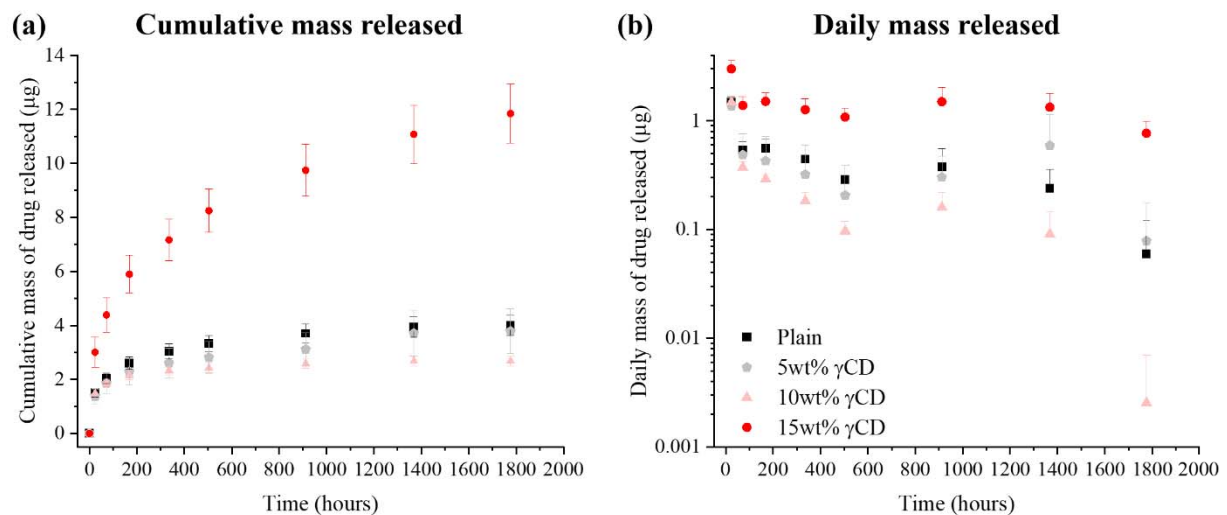 (a) Cumulative mass released
Cumulative mass of drug released (μg)
14
12
10
8
6
4
2
0
0 200 400 600 800 1000 1200 1400 1600 1800 2000
Time (hours)
(b) Daily mass released
Daily mass of drug released (μg)
1
0.1
0.01
0.001
Plain
5wt% γCD
10wt% γCD
15wt% γCD
0 200 400 600 800 1000 1200 1400 1600 1800 2000
Time (hours)